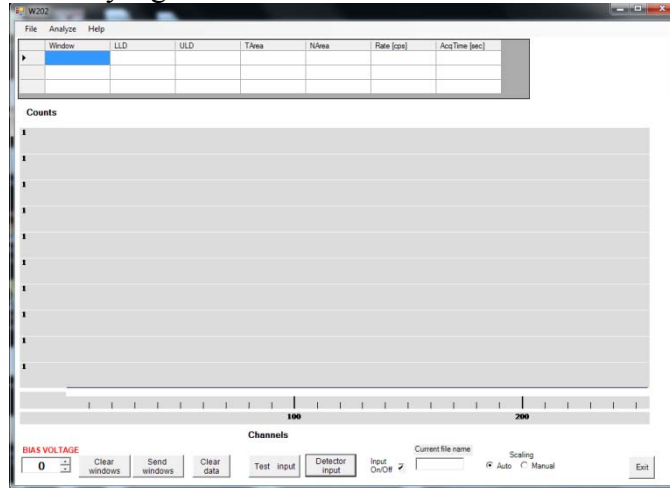 W202
File Analyze Help
Window LLD ULD TArea NArea Rate [cps] AcqTime [sec]
Counts
1
1
1
1
1
1
1
1
1
1
100 200
Channels
BIAS VOLTAGE
0
Clear windows
Send windows
Clear data
Test input
Detector input
Input On/Off
Current file name
Scaling
Auto Manual
Exit